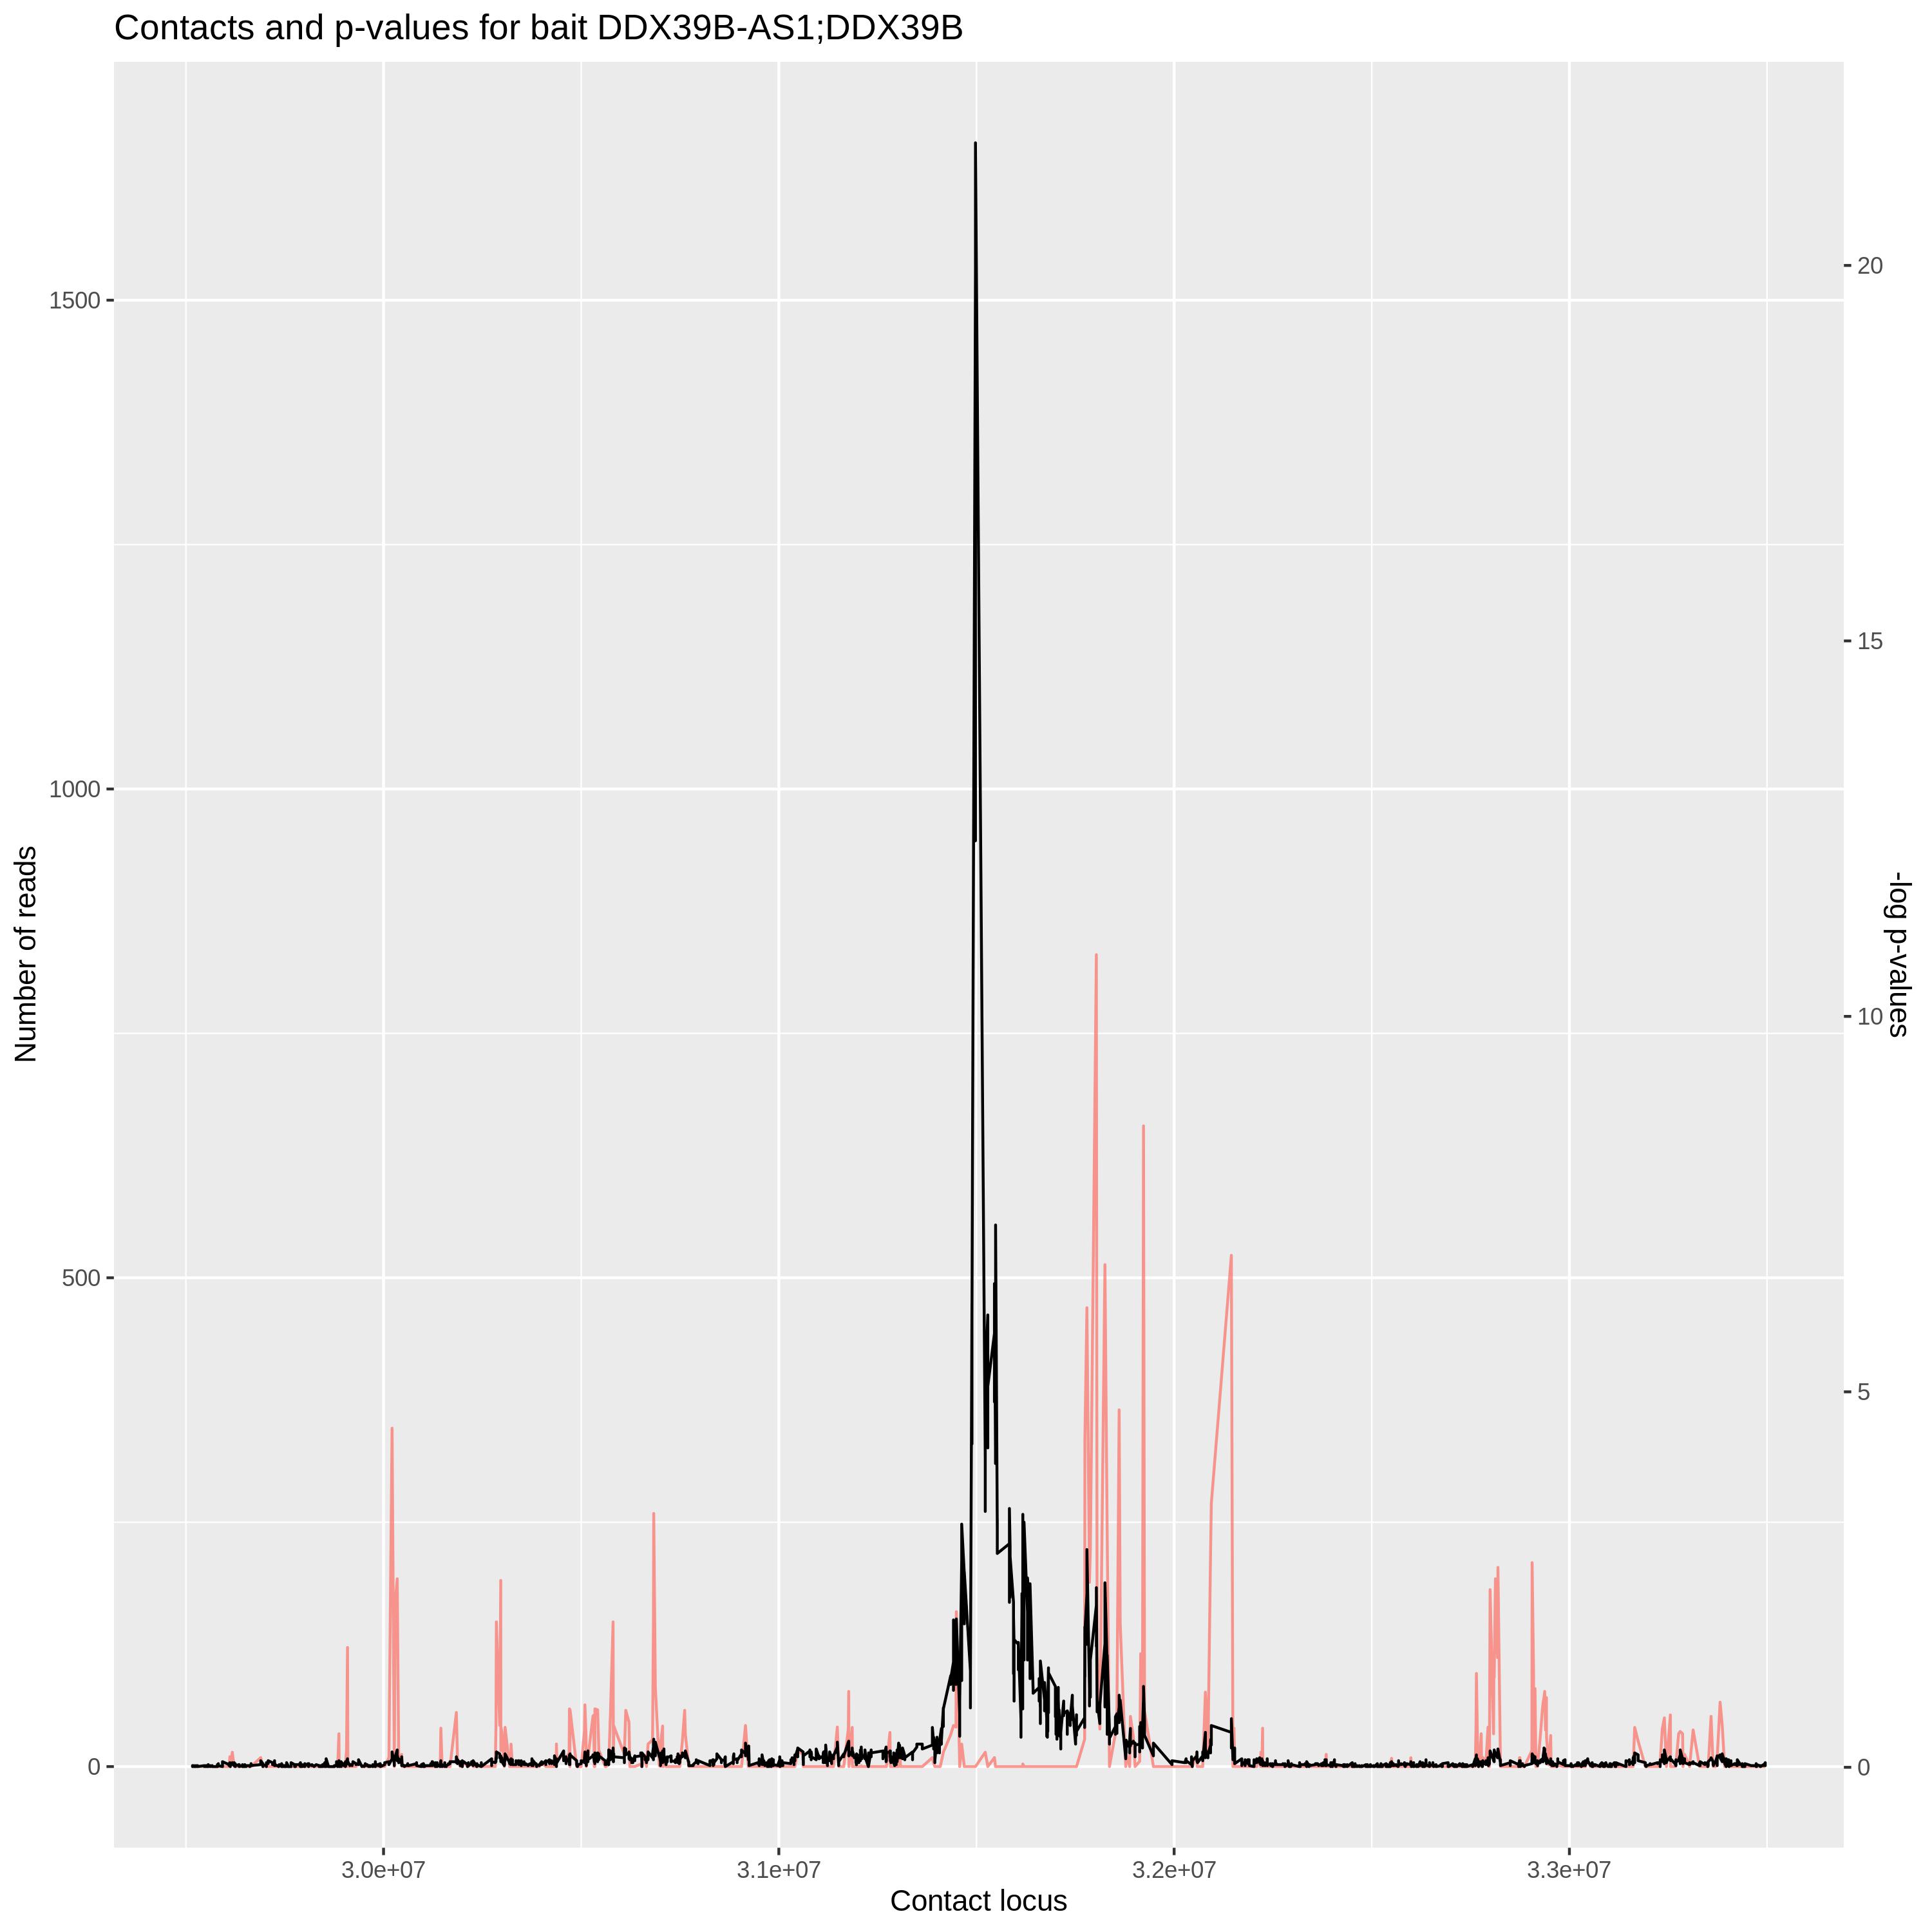 Contacts and p-values for bait DDX39B-AS1;DDX39B
1500
1000
500
0
Number of reads
20
15
10
5
0
-log p-values
3.0e+07
3.1e+07
3.2e+07
3.3e+07
Contact locus